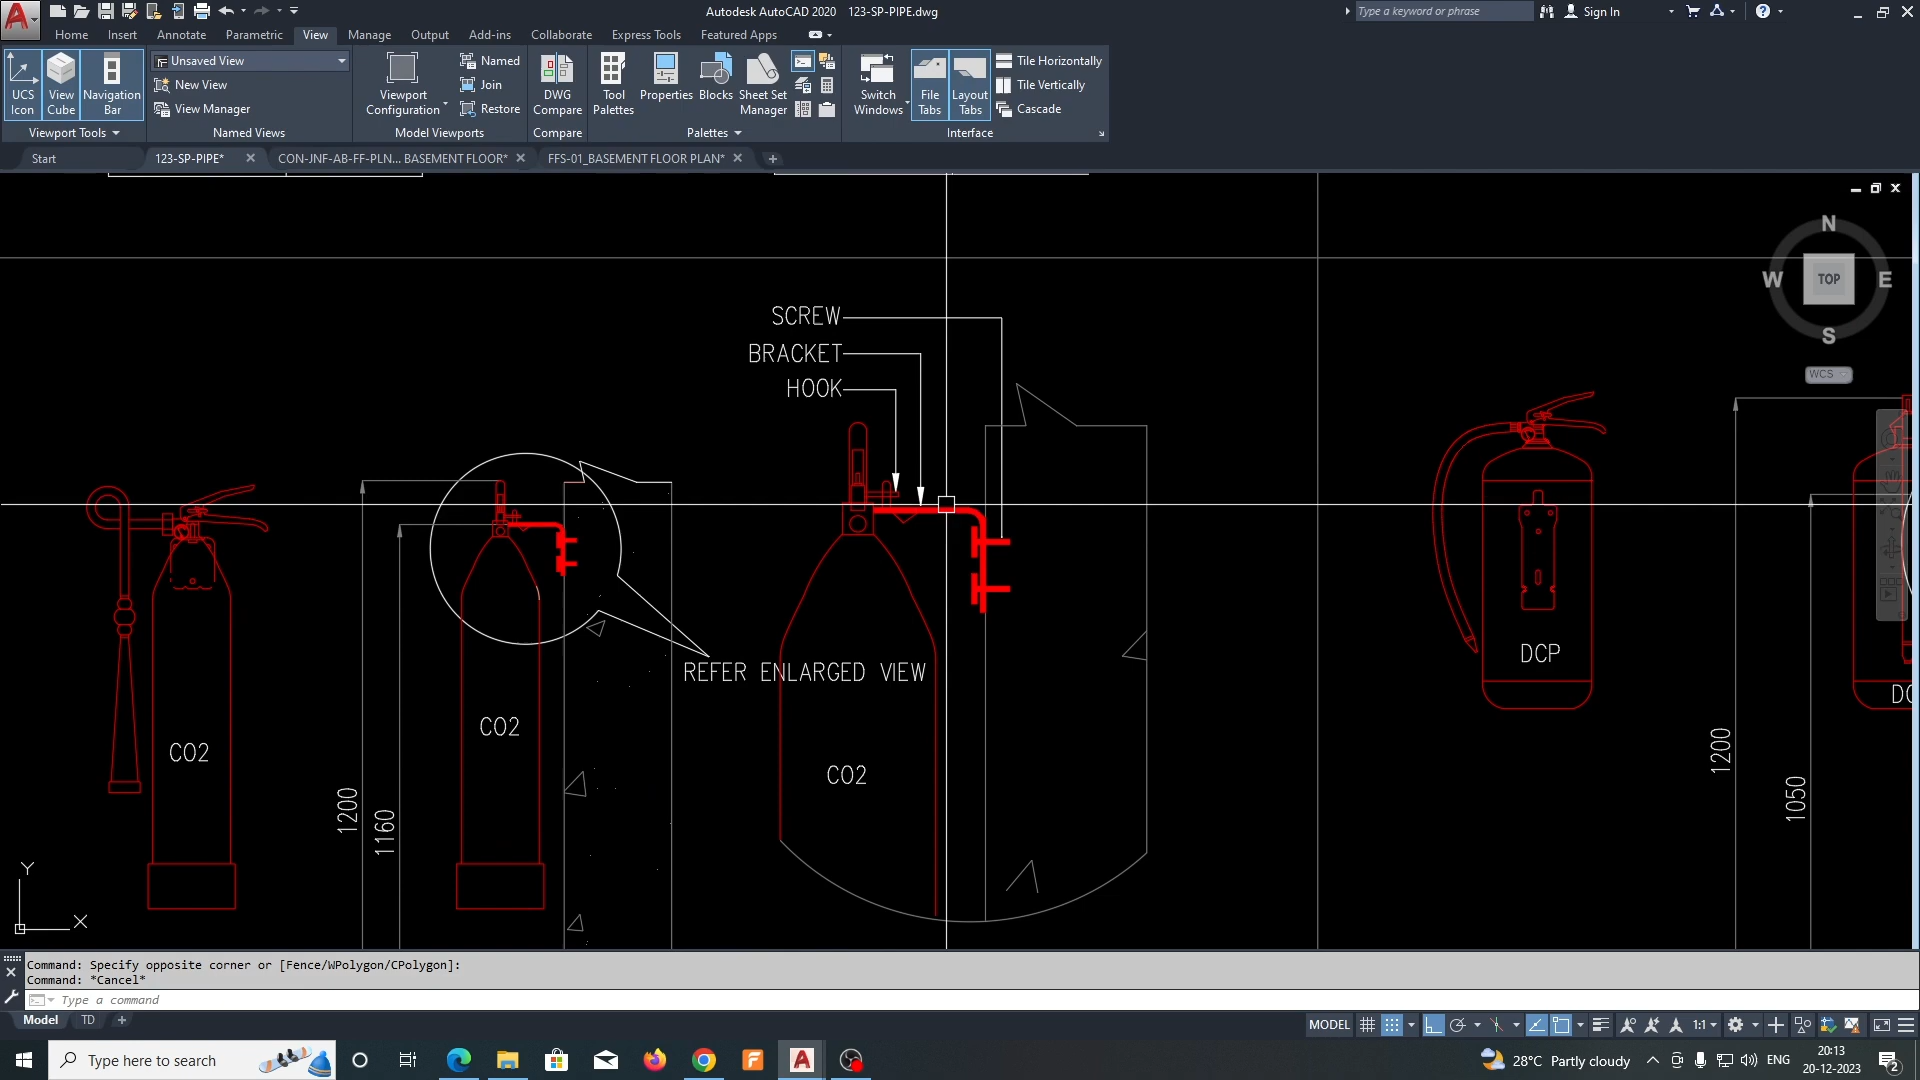 Autodesk AutoCAD 2020   123-SP-PIPE.dwg
Type a keyword or phrase
Sign In
Home Insert Annotate Parametric View Manage Output Add-ins Collaborate Express Tools Featured Apps
UCS Icon
View Cube
Navigation Bar
Viewport Tools
Unsaved View
New View
View Manager
Named Views
Viewport Configuration
Named
Join
Restore
Model Viewports
DWG Compare
Compare
Tool Palettes
Properties
Blocks
Sheet Set Manager
Palettes
Switch Windows
File Tabs
Layout Tabs
Tile Horizontally
Tile Vertically
Cascade
Interface
Start
123-SP-PIPE*
CON-JNF-AB-FF-PLN... BASEMENT FLOOR*
FFS-01_BASEMENT FLOOR PLAN*
N
W TOP E
S
WCS
SCREW
BRACKET
HOOK
REFER ENLARGED VIEW
CO2
CO2
CO2
DCP
DC
1200
1160
1200
1050
Y
X
Command: Specify opposite corner or [Fence/WPolygon/CPolygon]:
Command: *Cancel*
Type a command
Model TD
MODEL
1:1
Type here to search
28°C Partly cloudy
ENG
20:13
20-12-2023
2